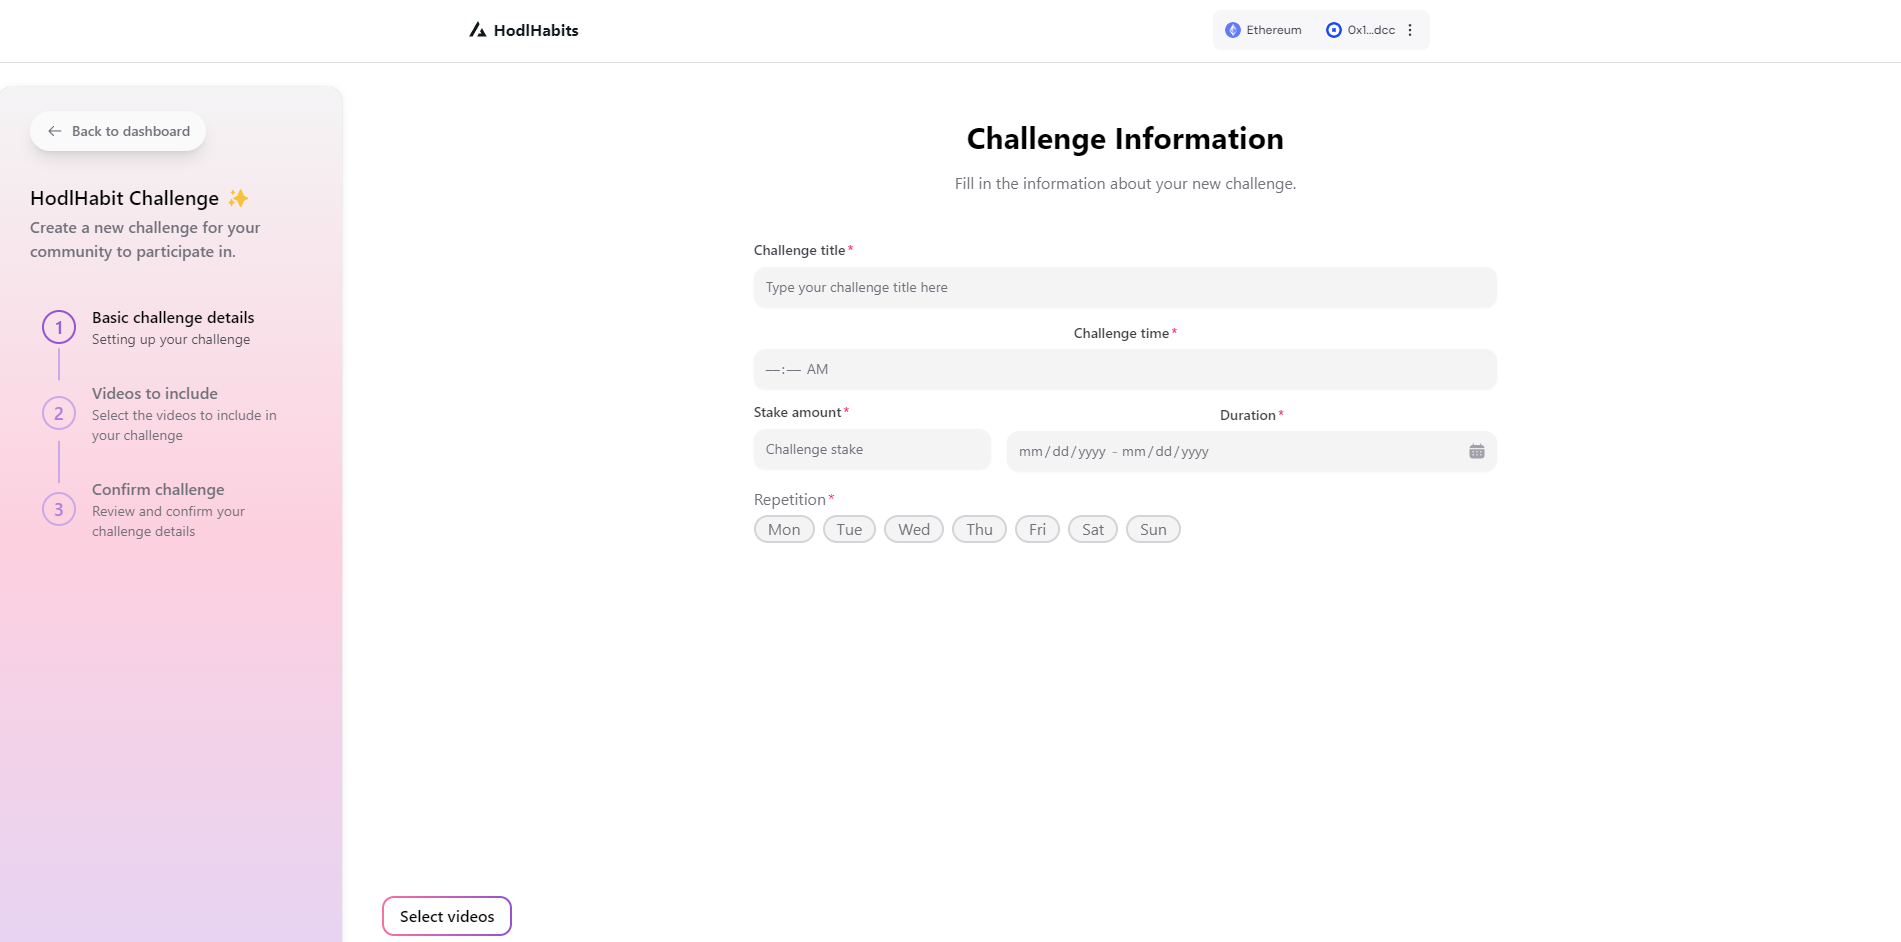 HodlHabits
Ethereum
0x1...dcc
Back to dashboard
HodlHabit Challenge ✨
Create a new challenge for your
community to participate in.
1
Basic challenge details
Setting up your challenge
2
Videos to include
Select the videos to include in
your challenge
3
Confirm challenge
Review and confirm your
challenge details
Challenge Information
Fill in the information about your new challenge.
Challenge title*
Type your challenge title here
Challenge time*
––:–– AM
Stake amount*
Challenge stake
Duration*
mm/dd/yyyy - mm/dd/yyyy
Repetition*
Mon Tue Wed Thu Fri Sat Sun
Select videos